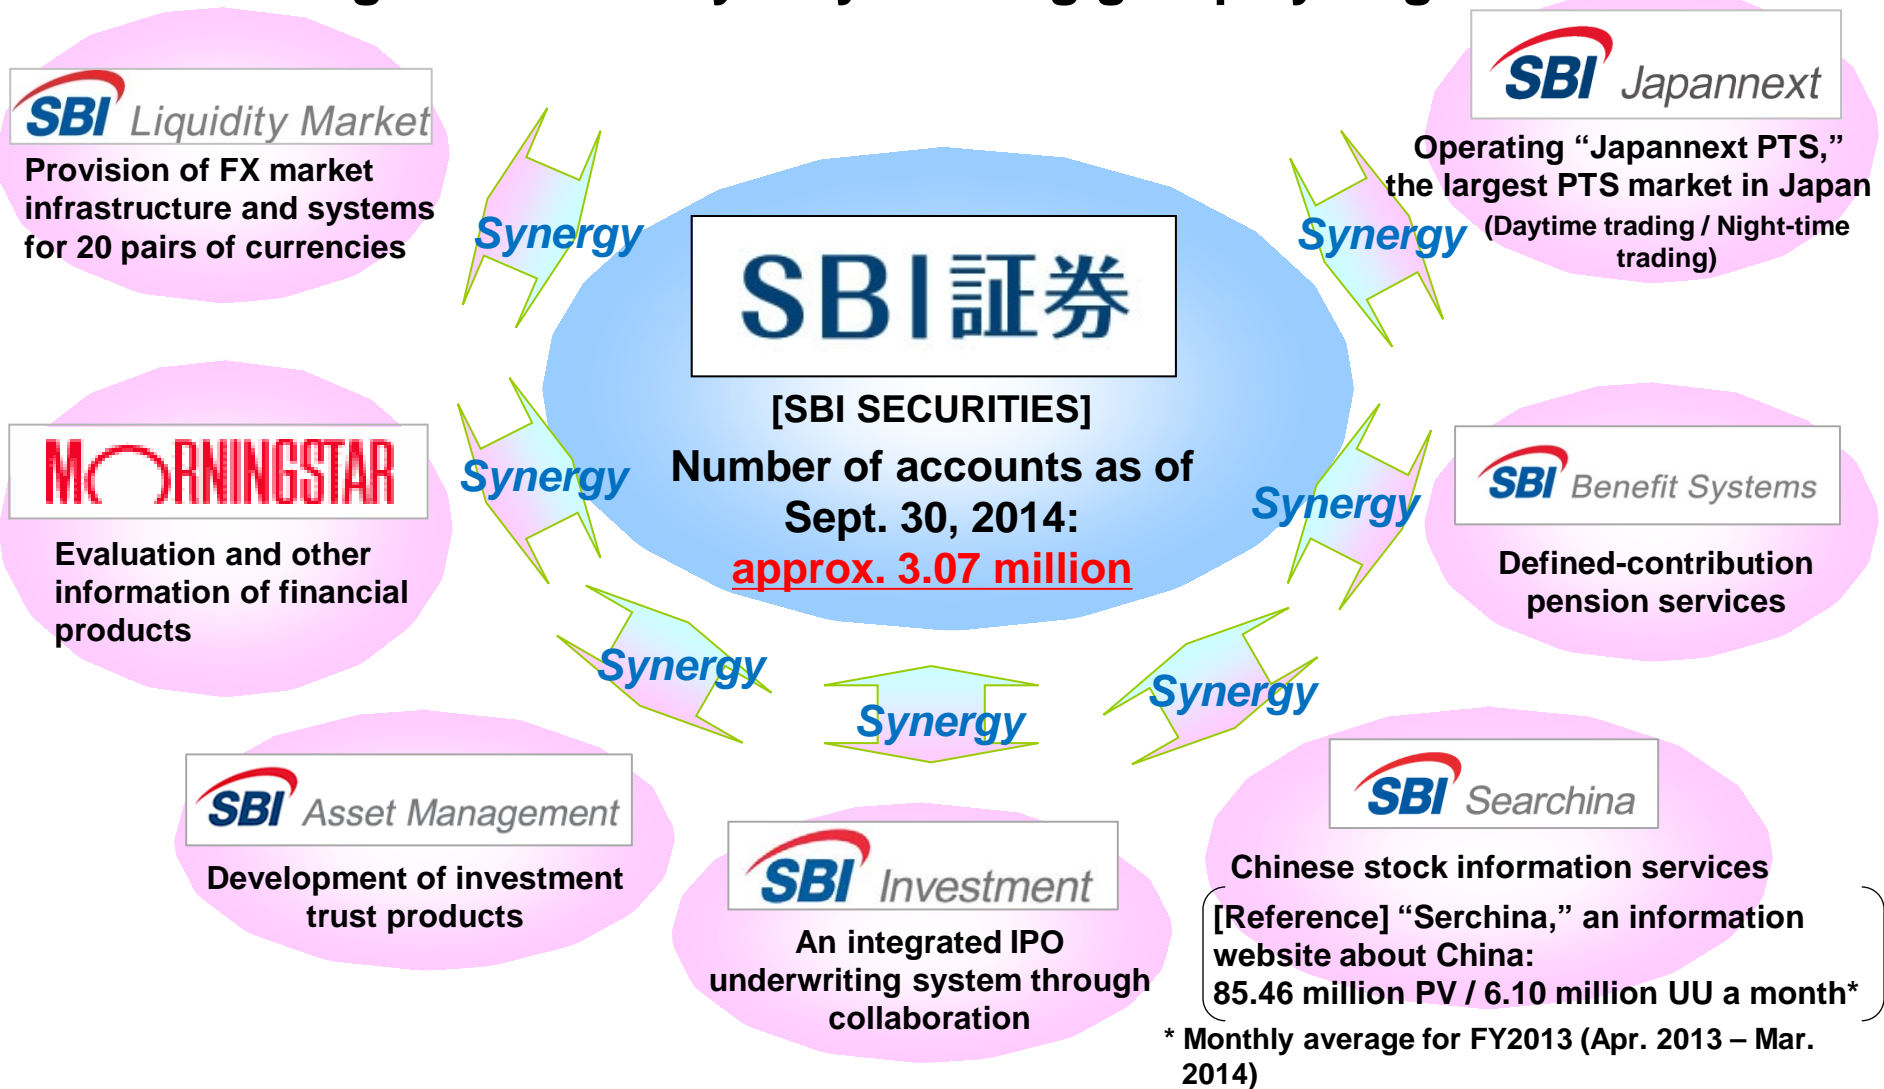 SBI Liquidity Market
Provision of FX market
infrastructure and systems
for 20 pairs of currencies
Synergy
SBI Japannext
Operating “Japannext PTS,”
the largest PTS market in Japan
(Daytime trading / Night-time
trading)
Synergy
SBI証券
[SBI SECURITIES]
Number of accounts as of
Sept. 30, 2014:
approx. 3.07 million
MORNINGSTAR
Evaluation and other
information of financial
products
Synergy
SBI Benefit Systems
Defined-contribution
pension services
Synergy
Synergy
Synergy
Synergy
SBI Asset Management
Development of investment
trust products
SBI Investment
An integrated IPO
underwriting system through
collaboration
SBI Searchina
Chinese stock information services
[Reference] “Serchina,” an information
website about China:
85.46 million PV / 6.10 million UU a month*
* Monthly average for FY2013 (Apr. 2013 – Mar.
2014)